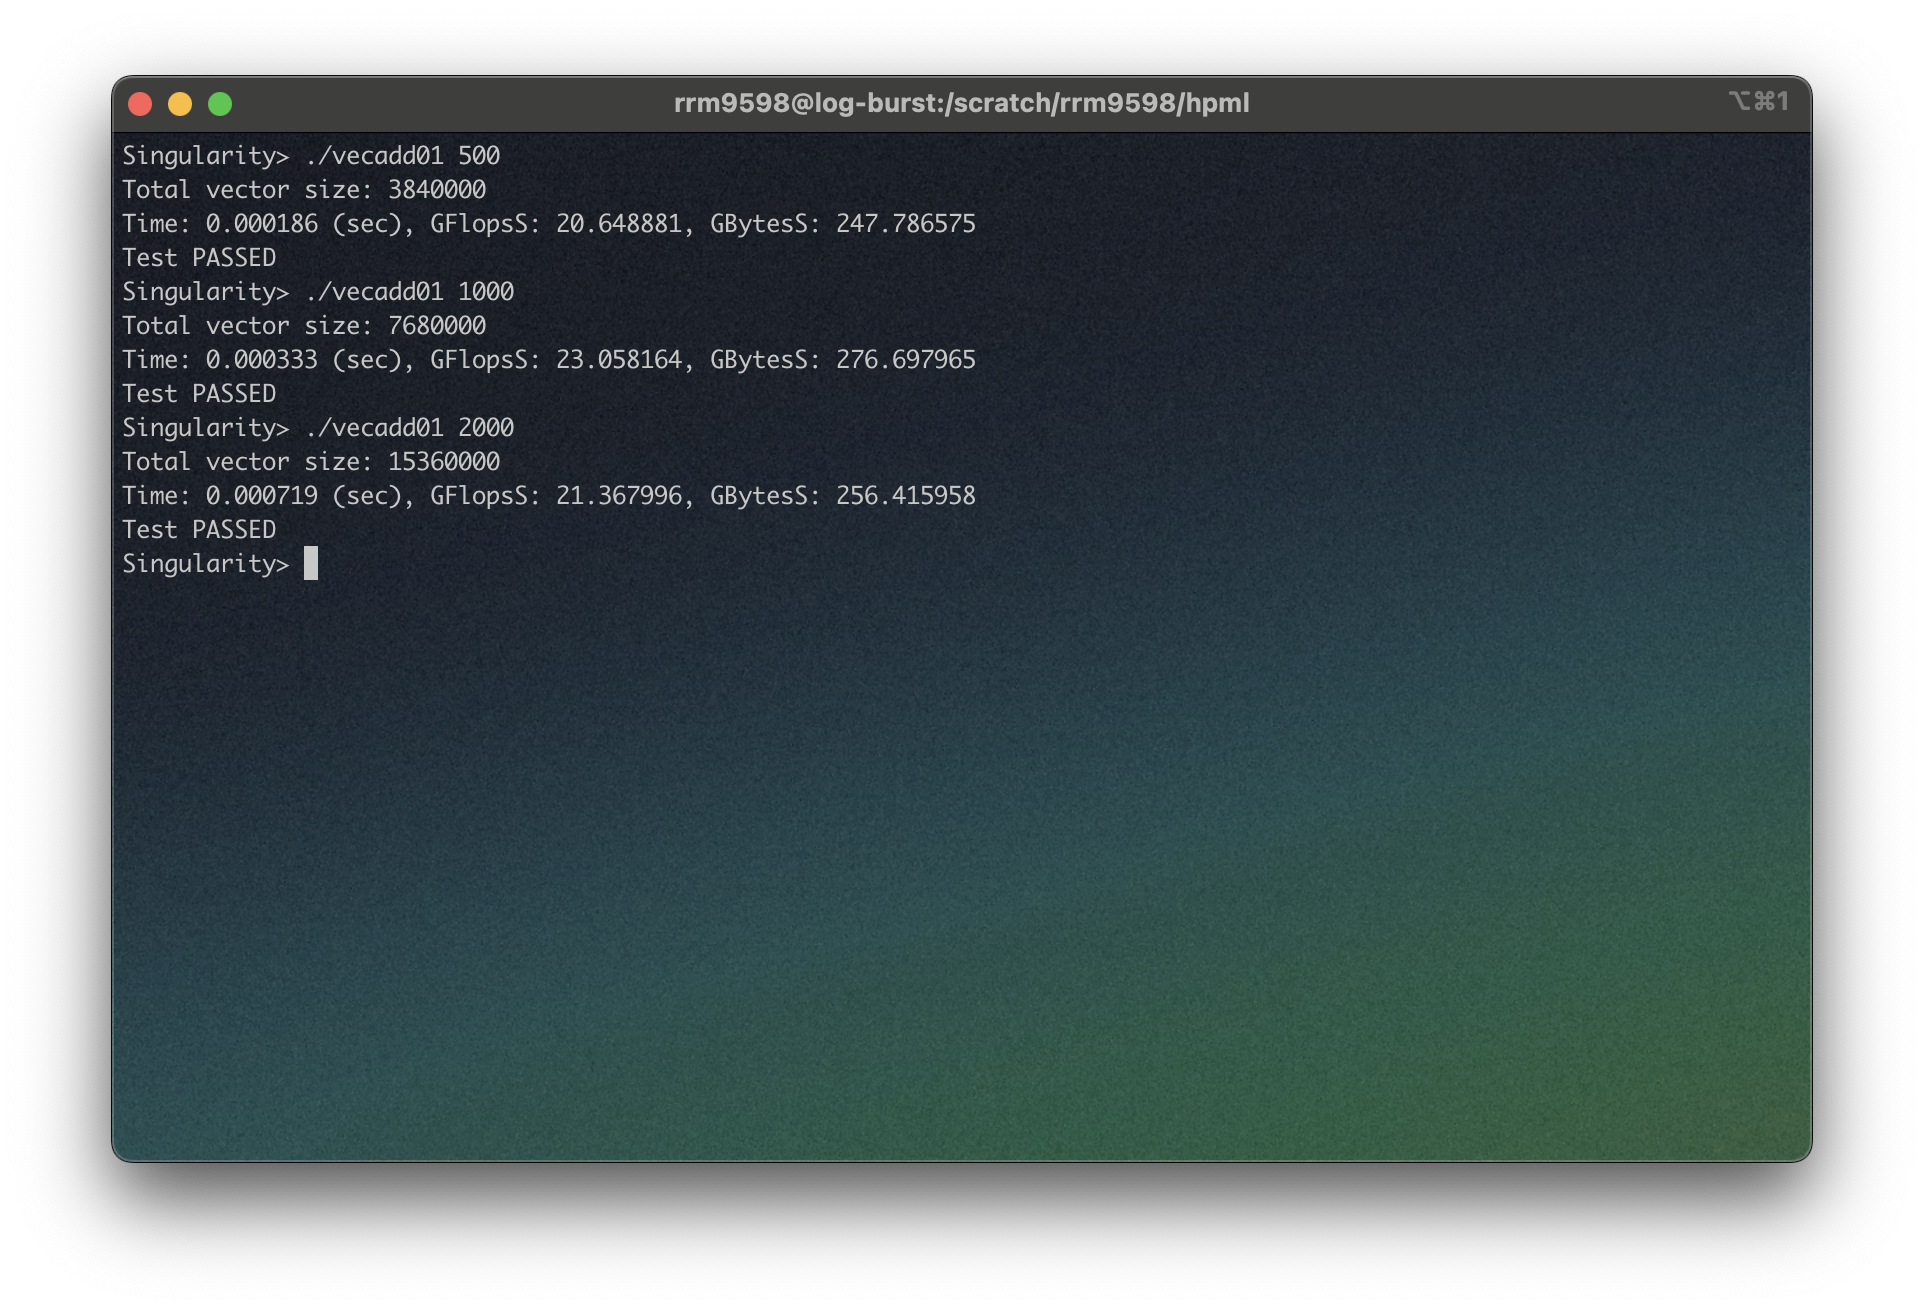 rrm9598@log-burst:/scratch/rrm9598/hpml
⌥⌘1
Singularity> ./vecadd01 500
Total vector size: 3840000
Time: 0.000186 (sec), GFlopsS: 20.648881, GBytesS: 247.786575
Test PASSED
Singularity> ./vecadd01 1000
Total vector size: 7680000
Time: 0.000333 (sec), GFlopsS: 23.058164, GBytesS: 276.697965
Test PASSED
Singularity> ./vecadd01 2000
Total vector size: 15360000
Time: 0.000719 (sec), GFlopsS: 21.367996, GBytesS: 256.415958
Test PASSED
Singularity>